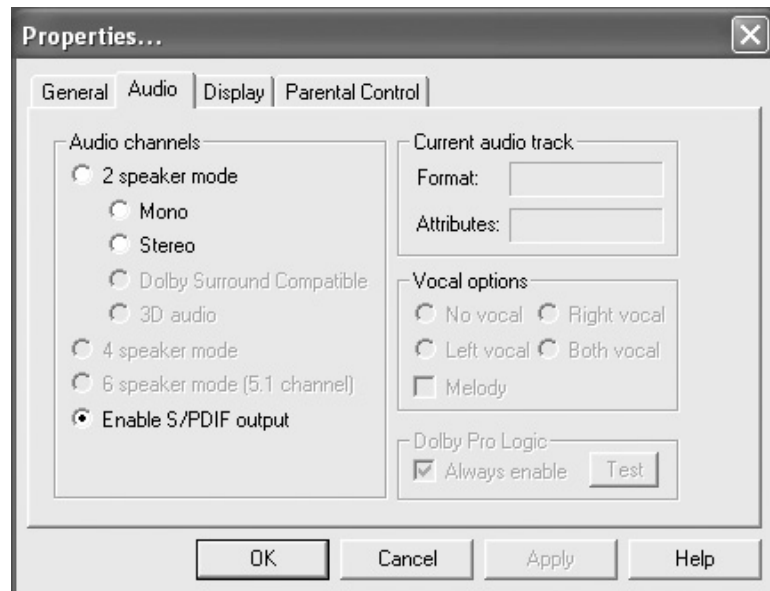 Properties...
General Audio Display Parental Control
Audio channels
2 speaker mode
Mono
Stereo
Dolby Surround Compatible
3D audio
4 speaker mode
6 speaker mode (5.1 channel)
Enable S/PDIF output
Current audio track
Format:
Attributes:
Vocal options
No vocal Right vocal
Left vocal Both vocal
Melody
Dolby Pro Logic
Always enable Test
OK Cancel Apply Help